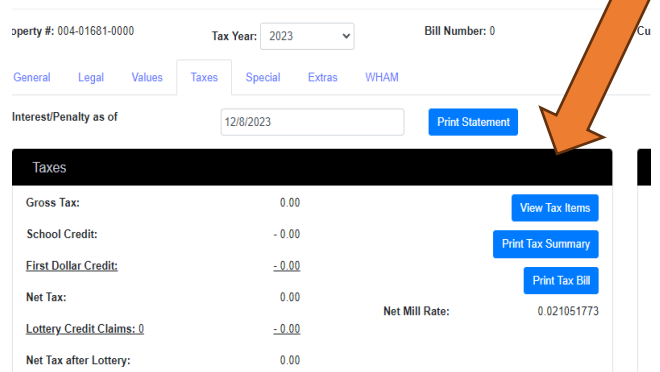 operty #: 004-01681-0000 Tax Year: 2023 Bill Number: 0 Cu
General Legal Values Taxes Special Extras WHAM
Interest/Penalty as of 12/8/2023 Print Statement
Taxes
Gross Tax: 0.00 View Tax Items
School Credit: - 0.00
Print Tax Summary
First Dollar Credit: - 0.00
Print Tax Bill
Net Tax: 0.00
Net Mill Rate: 0.021051773
Lottery Credit Claims: 0 - 0.00
Net Tax after Lottery: 0.00